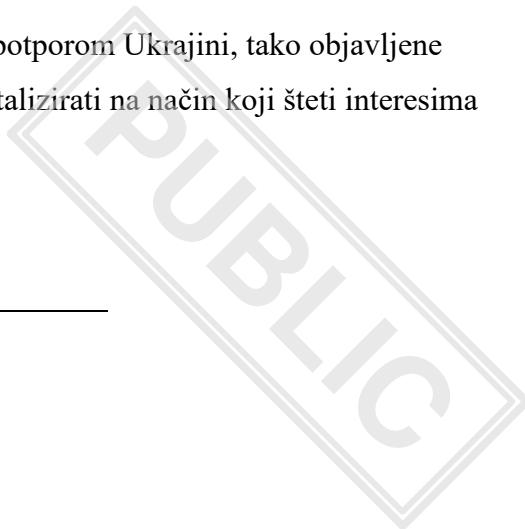 potporom Ukrajini, tako objavljene
talizirati na način koji šteti interesima
PUBLIC